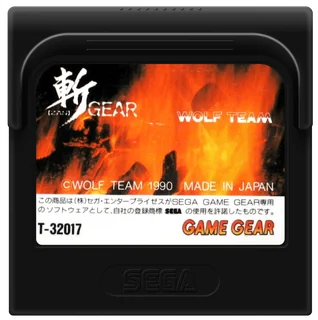 斬 GEAR WOLF TEAM
[ZAN]
©WOLF TEAM 1990 MADE IN JAPAN
この商品は(株)セガ・エンタープライゼスがSEGA GAME GEAR専用
のソフトウェアとして、自社の登録商標 SEGA の使用を許諾したものです。
T-32017 GAME GEAR
SEGA